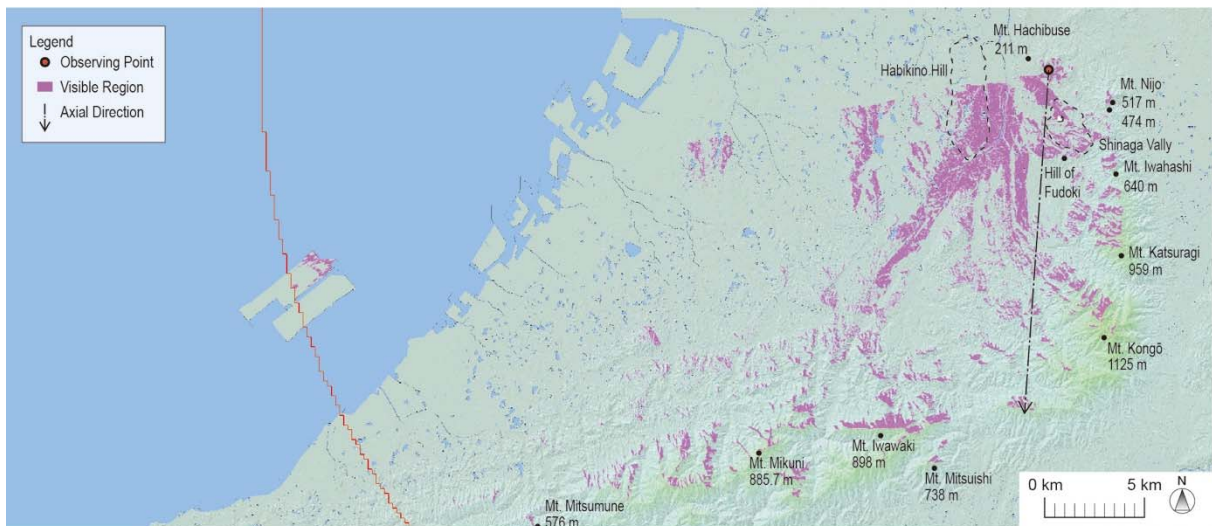 Legend
Observing Point
Visible Region
Axial Direction
Mt. Hachibuse
211 m
Habikino Hill
Mt. Nijo
517 m
474 m
Shinaga Vally
Hill of
Fudoki
Mt. Iwahashi
640 m
Mt. Katsuragi
959 m
Mt. Kongō
1125 m
Mt. Iwawaki
898 m
Mt. Mikuni
885.7 m
Mt. Mitsuishi
738 m
Mt. Mitsumune
576 m
0 km
5 km
N